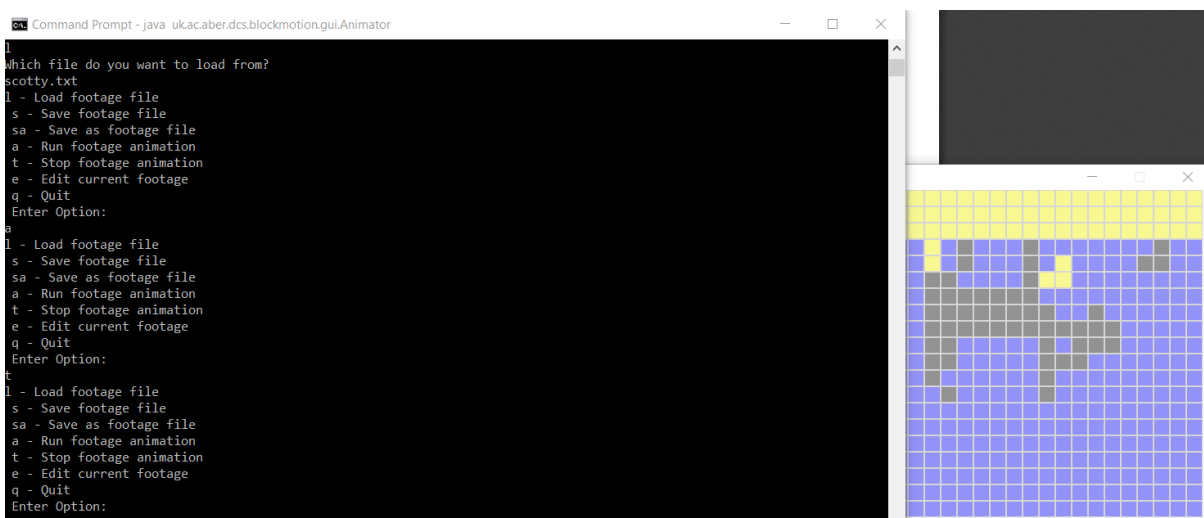 Command Prompt - java  uk.ac.aber.dcs.blockmotion.gui.Animator
l
Which file do you want to load from?
scotty.txt
l - Load footage file
s - Save footage file
sa - Save as footage file
a - Run footage animation
t - Stop footage animation
e - Edit current footage
q - Quit
Enter Option:
a
l - Load footage file
s - Save footage file
sa - Save as footage file
a - Run footage animation
t - Stop footage animation
e - Edit current footage
q - Quit
Enter Option:
t
l - Load footage file
s - Save footage file
sa - Save as footage file
a - Run footage animation
t - Stop footage animation
e - Edit current footage
q - Quit
Enter Option: